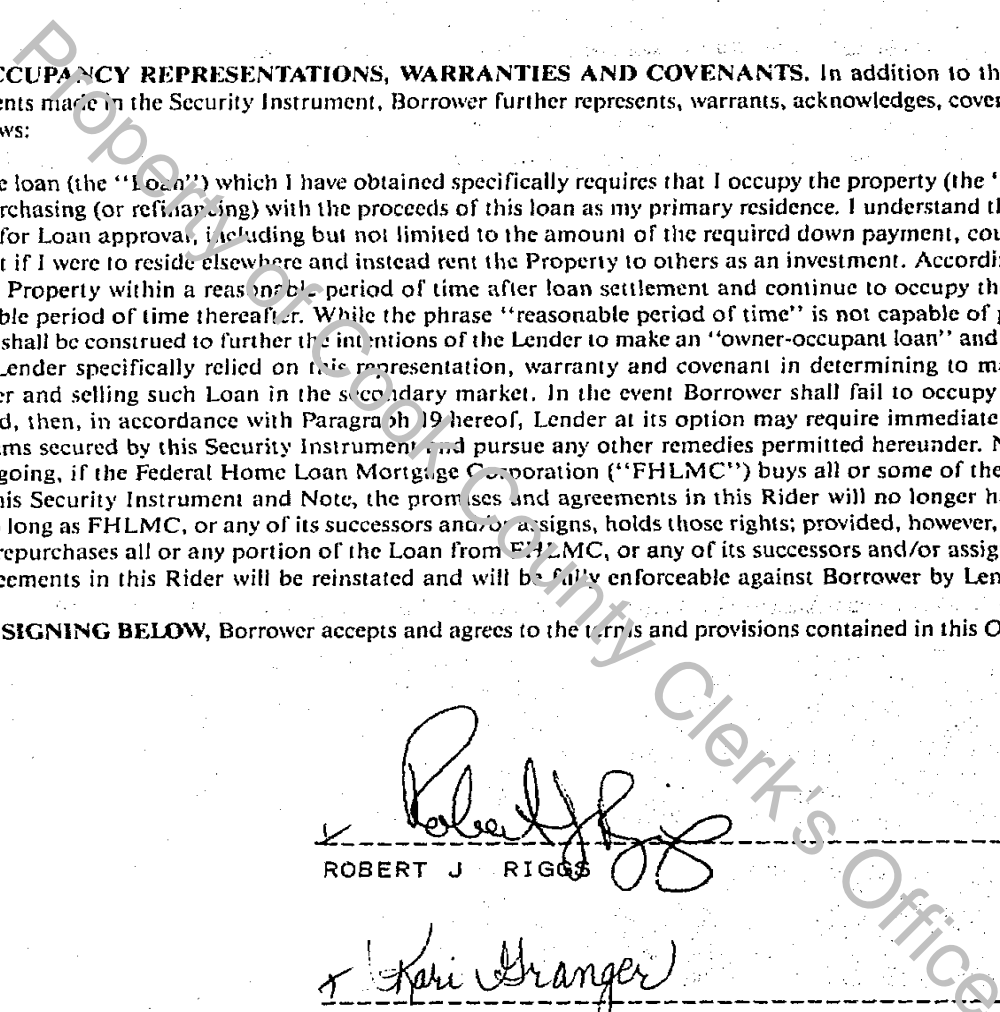 CCUPANCY REPRESENTATIONS, WARRANTIES AND COVENANTS. In addition to th
ents made in the Security Instrument, Borrower further represents, warrants, acknowledges, cove
ws:
e loan (the "Loan") which I have obtained specifically requires that I occupy the property (the "
rchasing (or refinancing) with the proceeds of this loan as my primary residence. I understand th
for Loan approval, including but not limited to the amount of the required down payment, cou
t if I were to reside elsewhere and instead rent the Property to others as an investment. Accordi
Property within a reasonable period of time after loan settlement and continue to occupy th
ble period of time thereafter. While the phrase "reasonable period of time" is not capable of p
shall be construed to further the intentions of the Lender to make an "owner-occupant loan" and
Lender specifically relied on this representation, warranty and covenant in determining to m
er and selling such Loan in the secondary market. In the event Borrower shall fail to occupy
d, then, in accordance with Paragraph 19 hereof, Lender at its option may require immediate
ms secured by this Security Instrument and pursue any other remedies permitted hereunder. N
going, if the Federal Home Loan Mortgage Corporation ("FHLMC") buys all or some of the
his Security Instrument and Note, the promises and agreements in this Rider will no longer h
long as FHLMC, or any of its successors and/or assigns, holds those rights; provided, however,
repurchases all or any portion of the Loan from FHLMC, or any of its successors and/or assig
eements in this Rider will be reinstated and will be fully enforceable against Borrower by Len
SIGNING BELOW, Borrower accepts and agrees to the terms and provisions contained in this O
Robert J Riggs
ROBERT J RIGGS
x Kari Granger
Property of Cook County Clerk's Office